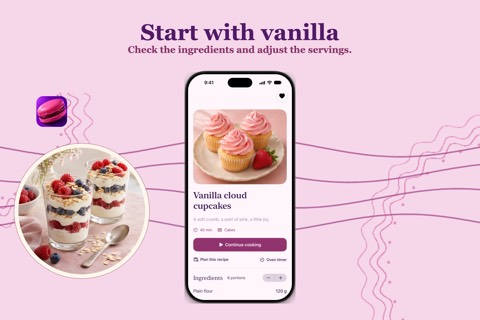 Start with vanilla
Check the ingredients and adjust the servings.
9:41
Vanilla cloud
cupcakes
A soft crumb, a swirl of pink, a little joy.
45 min Cakes
Continue cooking
Plan this recipe Oven timer
Ingredients 6 portions
Plain flour 120 g